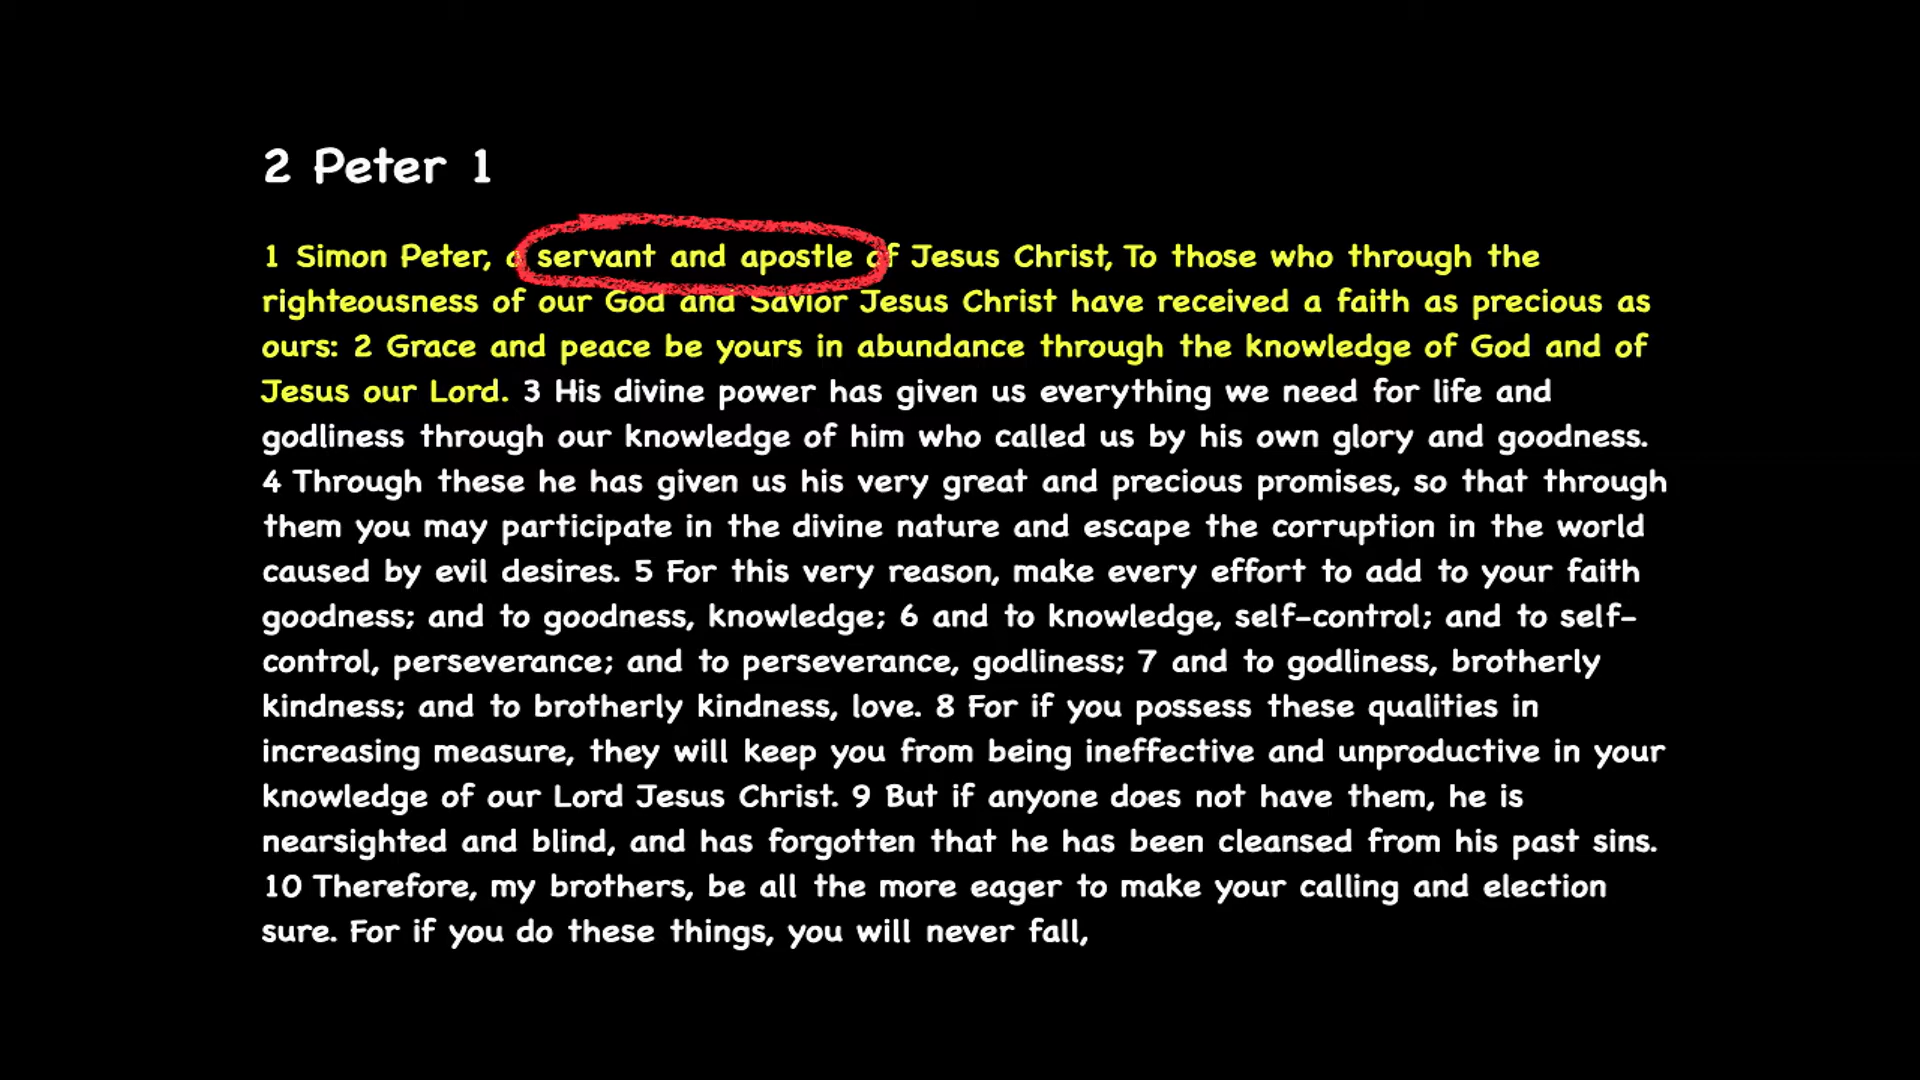 2 Peter 1
1 Simon Peter, a servant and apostle of Jesus Christ, To those who through the
righteousness of our God and Savior Jesus Christ have received a faith as precious as
ours: 2 Grace and peace be yours in abundance through the knowledge of God and of
Jesus our Lord. 3 His divine power has given us everything we need for life and
godliness through our knowledge of him who called us by his own glory and goodness.
4 Through these he has given us his very great and precious promises, so that through
them you may participate in the divine nature and escape the corruption in the world
caused by evil desires. 5 For this very reason, make every effort to add to your faith
goodness; and to goodness, knowledge; 6 and to knowledge, self-control; and to self-
control, perseverance; and to perseverance, godliness; 7 and to godliness, brotherly
kindness; and to brotherly kindness, love. 8 For if you possess these qualities in
increasing measure, they will keep you from being ineffective and unproductive in your
knowledge of our Lord Jesus Christ. 9 But if anyone does not have them, he is
nearsighted and blind, and has forgotten that he has been cleansed from his past sins.
10 Therefore, my brothers, be all the more eager to make your calling and election
sure. For if you do these things, you will never fall,